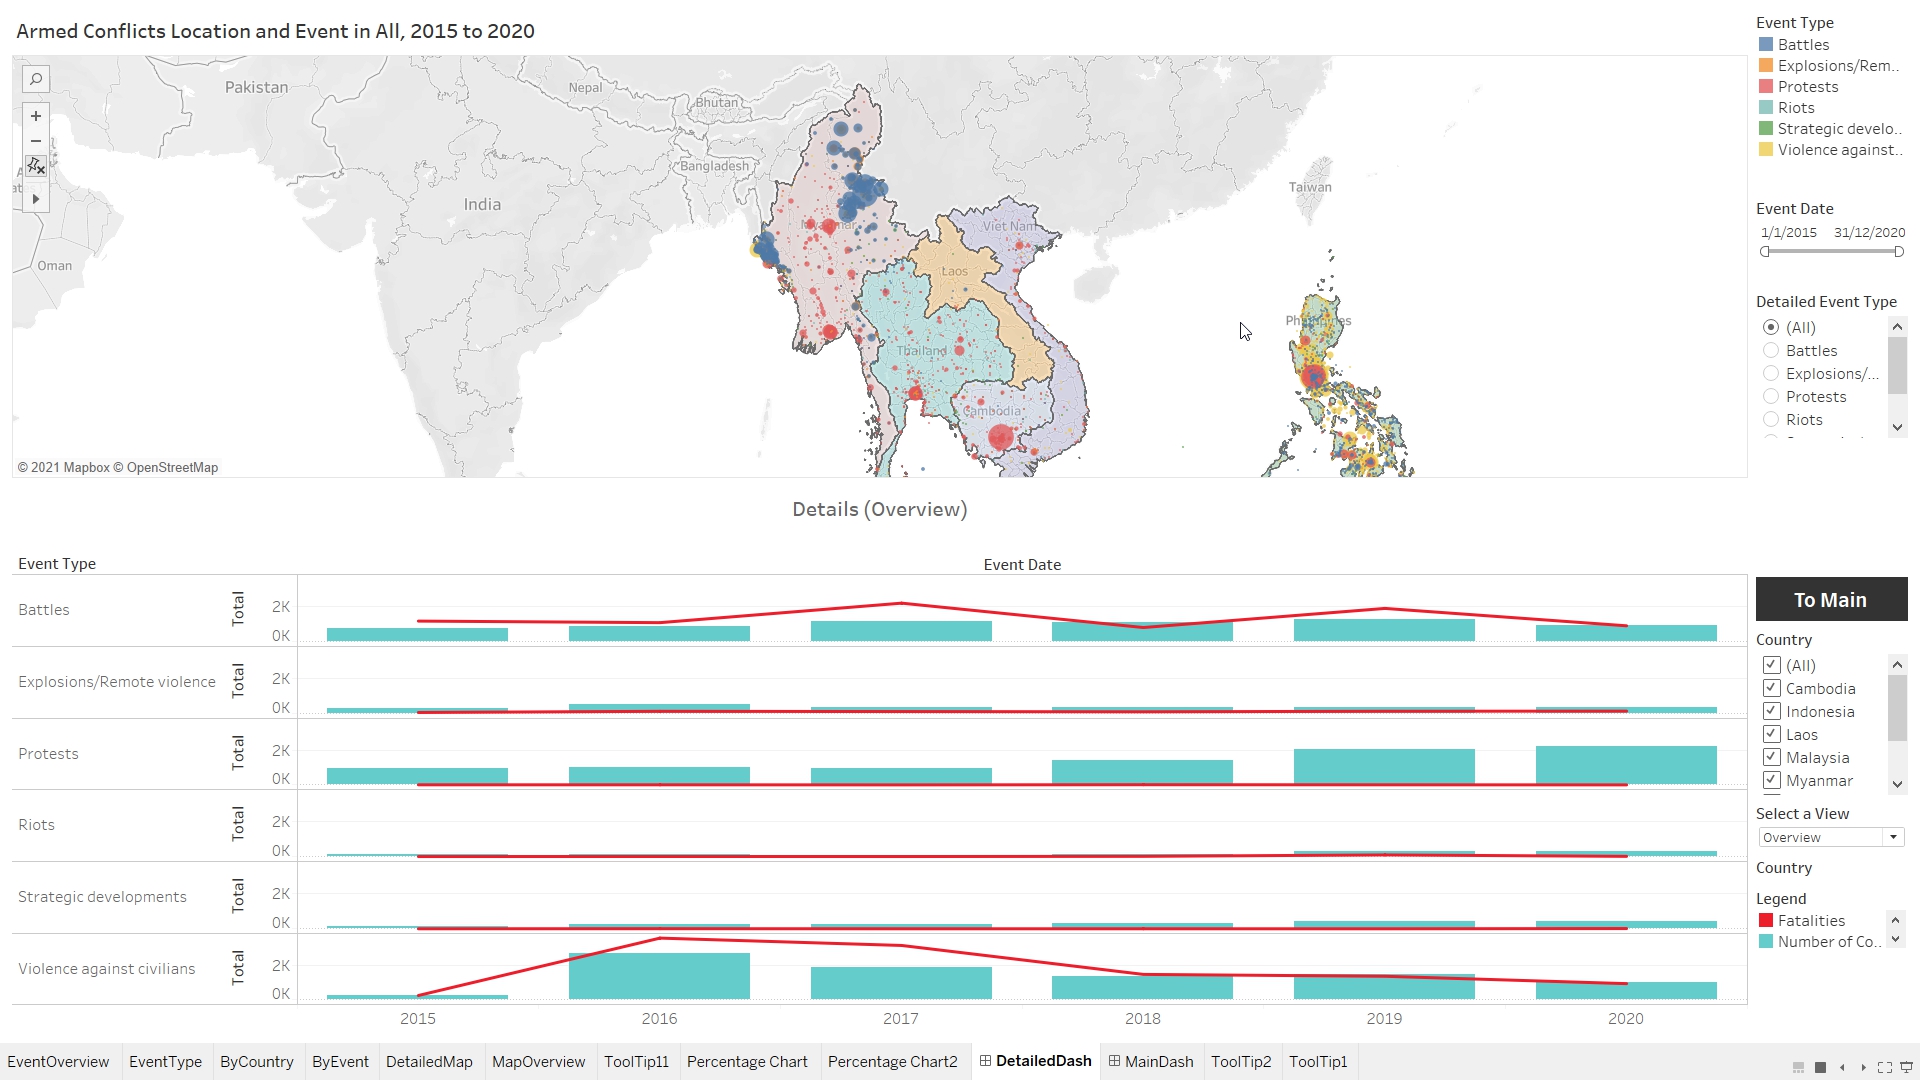 Armed Conflicts Location and Event in All, 2015 to 2020
Pakistan
Nepal
Bhutan
Bangladesh
India
Oman
Taiwan
Viet Nam
Laos
Thailand
Cambodia
© 2021 Mapbox © OpenStreetMap
Event Type
Battles
Explosions/Rem..
Protests
Riots
Strategic develo..
Violence against..
Event Date
1/1/2015 31/12/2020
Detailed Event Type
(All)
Battles
Explosions/...
Protests
Riots
Details (Overview)
Event Type
Event Date
Battles
Total
2K
0K
Explosions/Remote violence
Total
2K
0K
Protests
Total
2K
0K
Riots
Total
2K
0K
Strategic developments
Total
2K
0K
Violence against civilians
Total
2K
0K
2015 2016 2017 2018 2019 2020
To Main
Country
(All)
Cambodia
Indonesia
Laos
Malaysia
Myanmar
Select a View
Overview
Country
Legend
Fatalities
Number of Co..
EventOverview EventType ByCountry ByEvent DetailedMap MapOverview ToolTip11 Percentage Chart Percentage Chart2 DetailedDash MainDash ToolTip2 ToolTip1